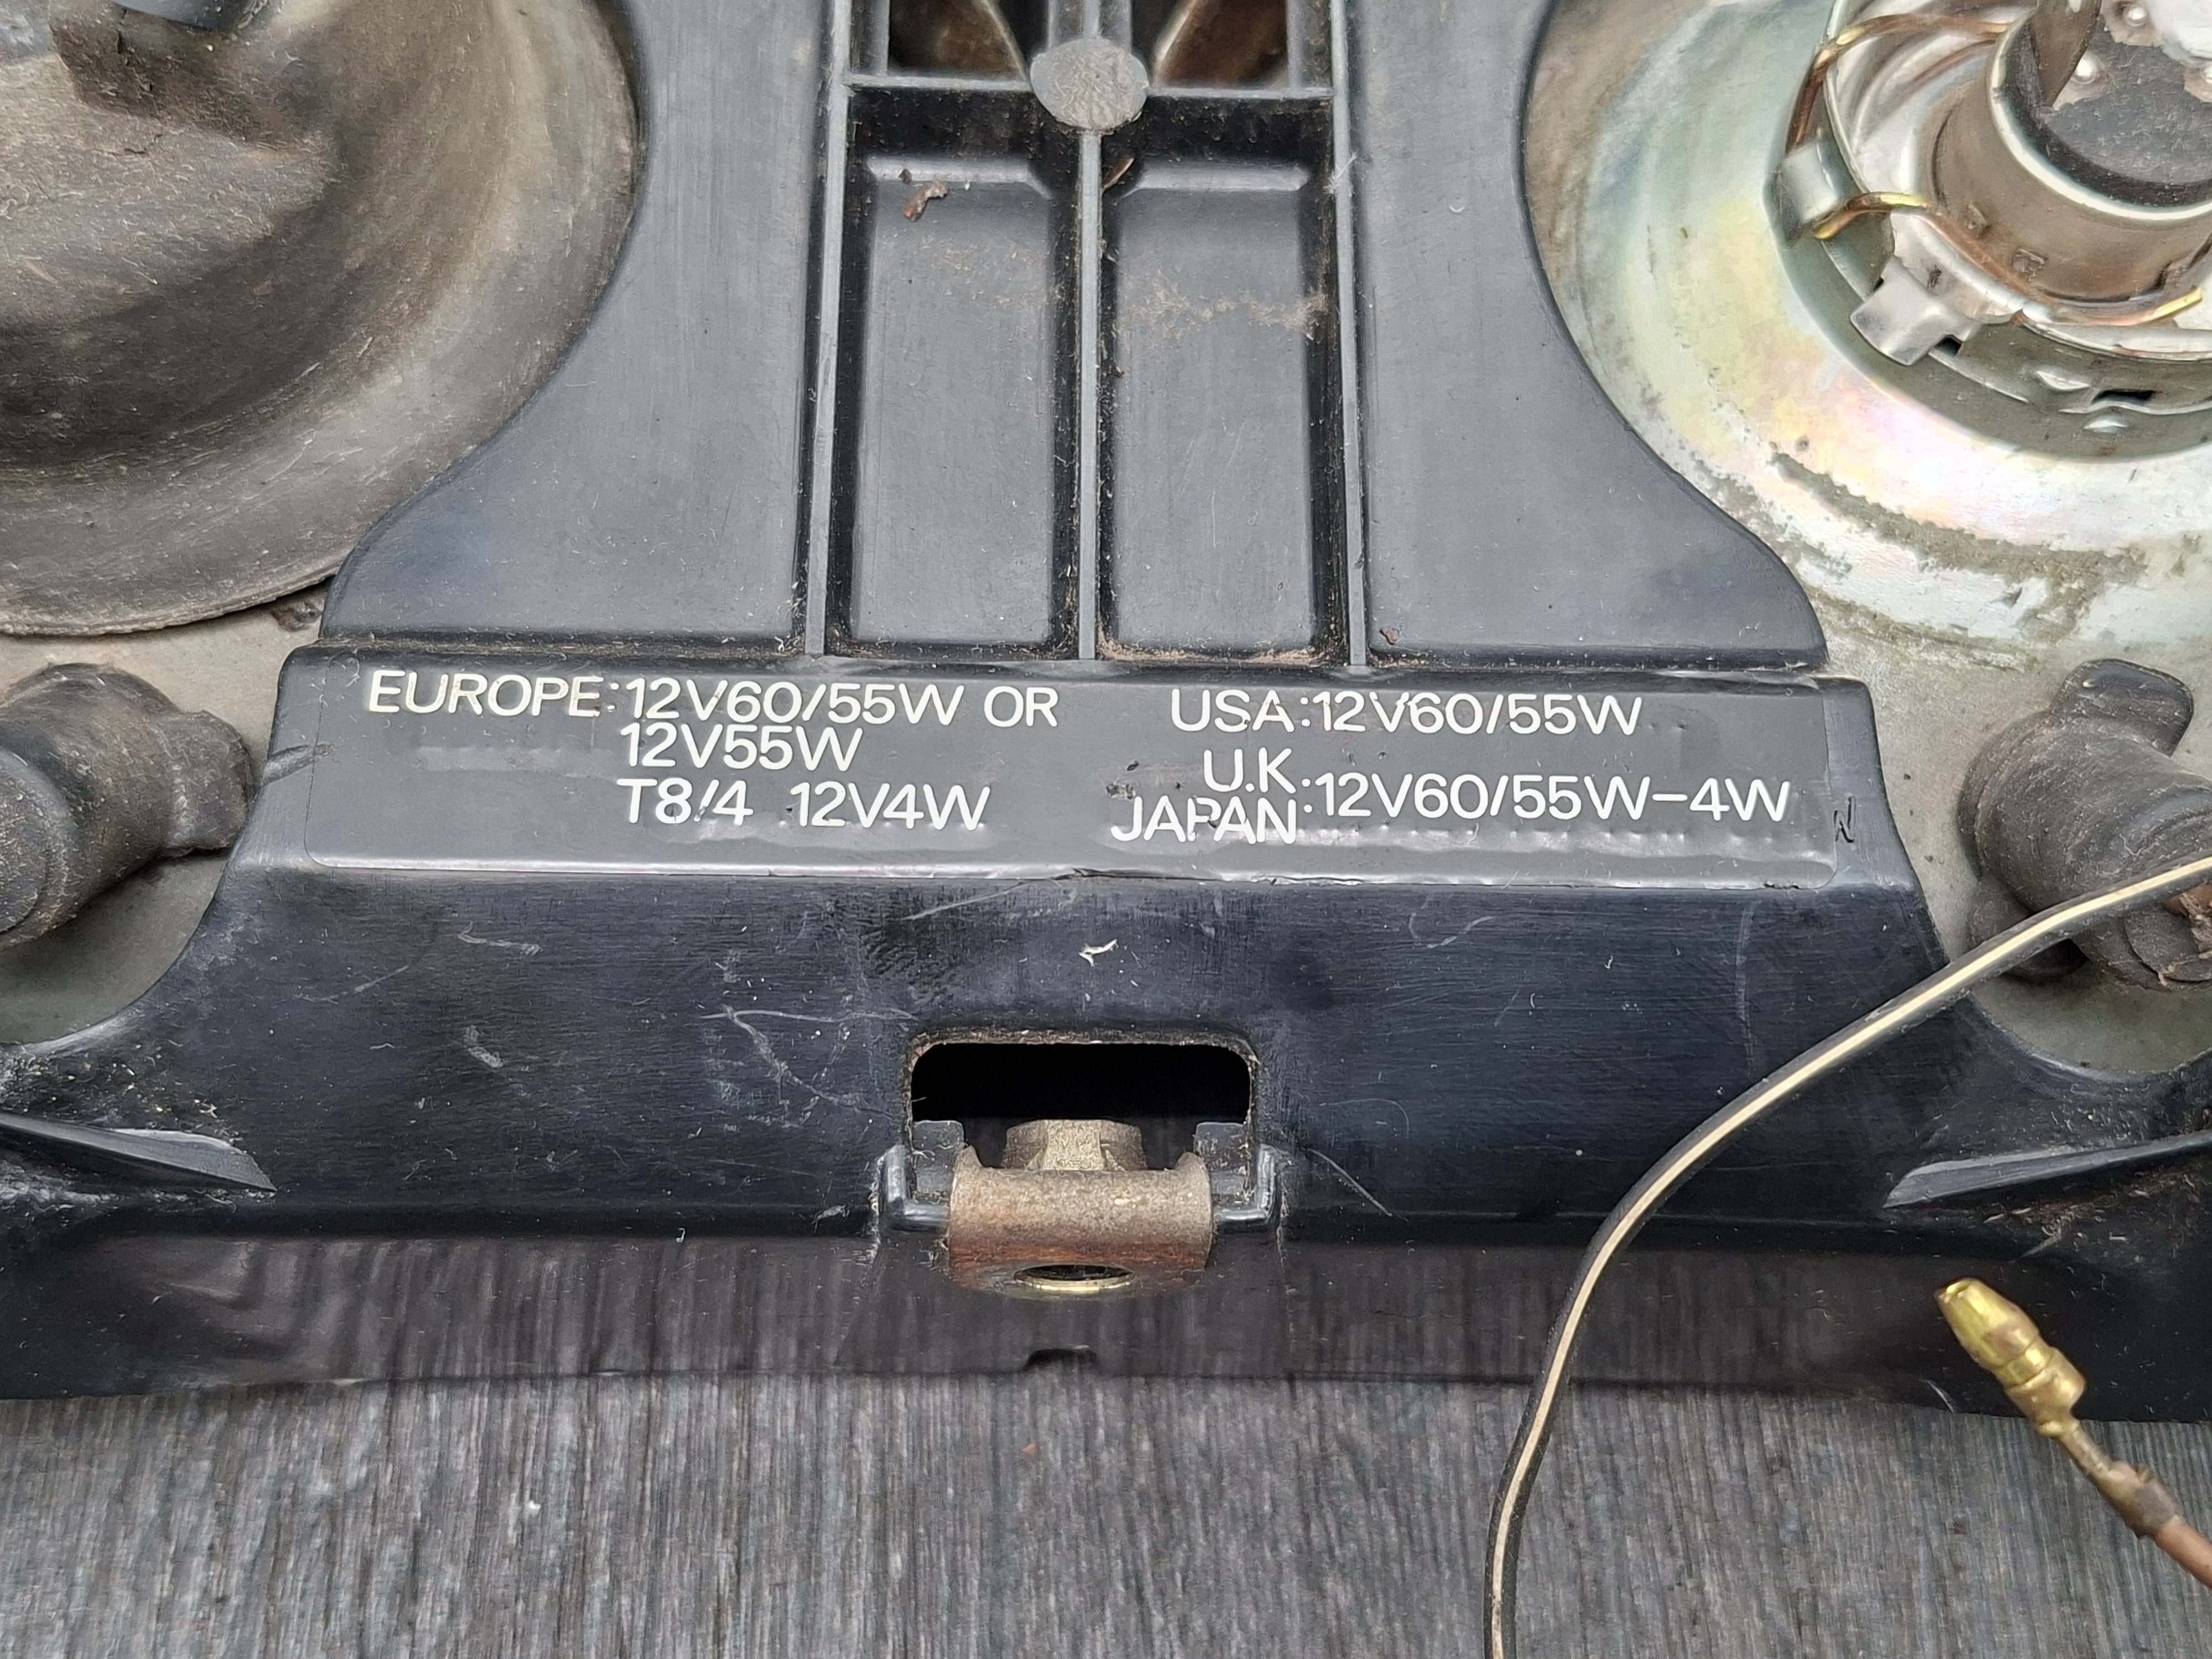 EUROPE:12V60/55W OR
12V55W
T8/4 12V4W
USA:12V60/55W
U.K.
JAPAN:12V60/55W-4W